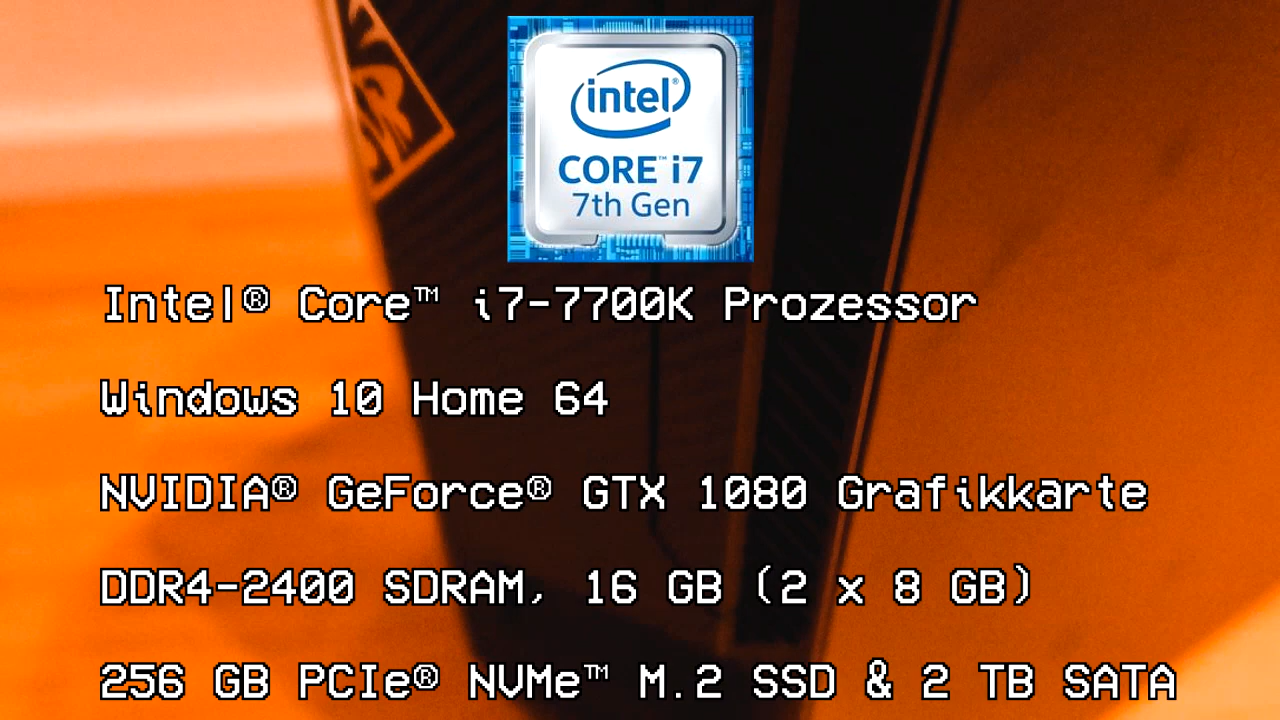 intel®
CORE™ i7
7th Gen
Intel® Core™ i7-7700K Prozessor
Windows 10 Home 64
NVIDIA® GeForce® GTX 1080 Grafikkarte
DDR4-2400 SDRAM, 16 GB (2 x 8 GB)
256 GB PCIe® NVMe™ M.2 SSD & 2 TB SATA